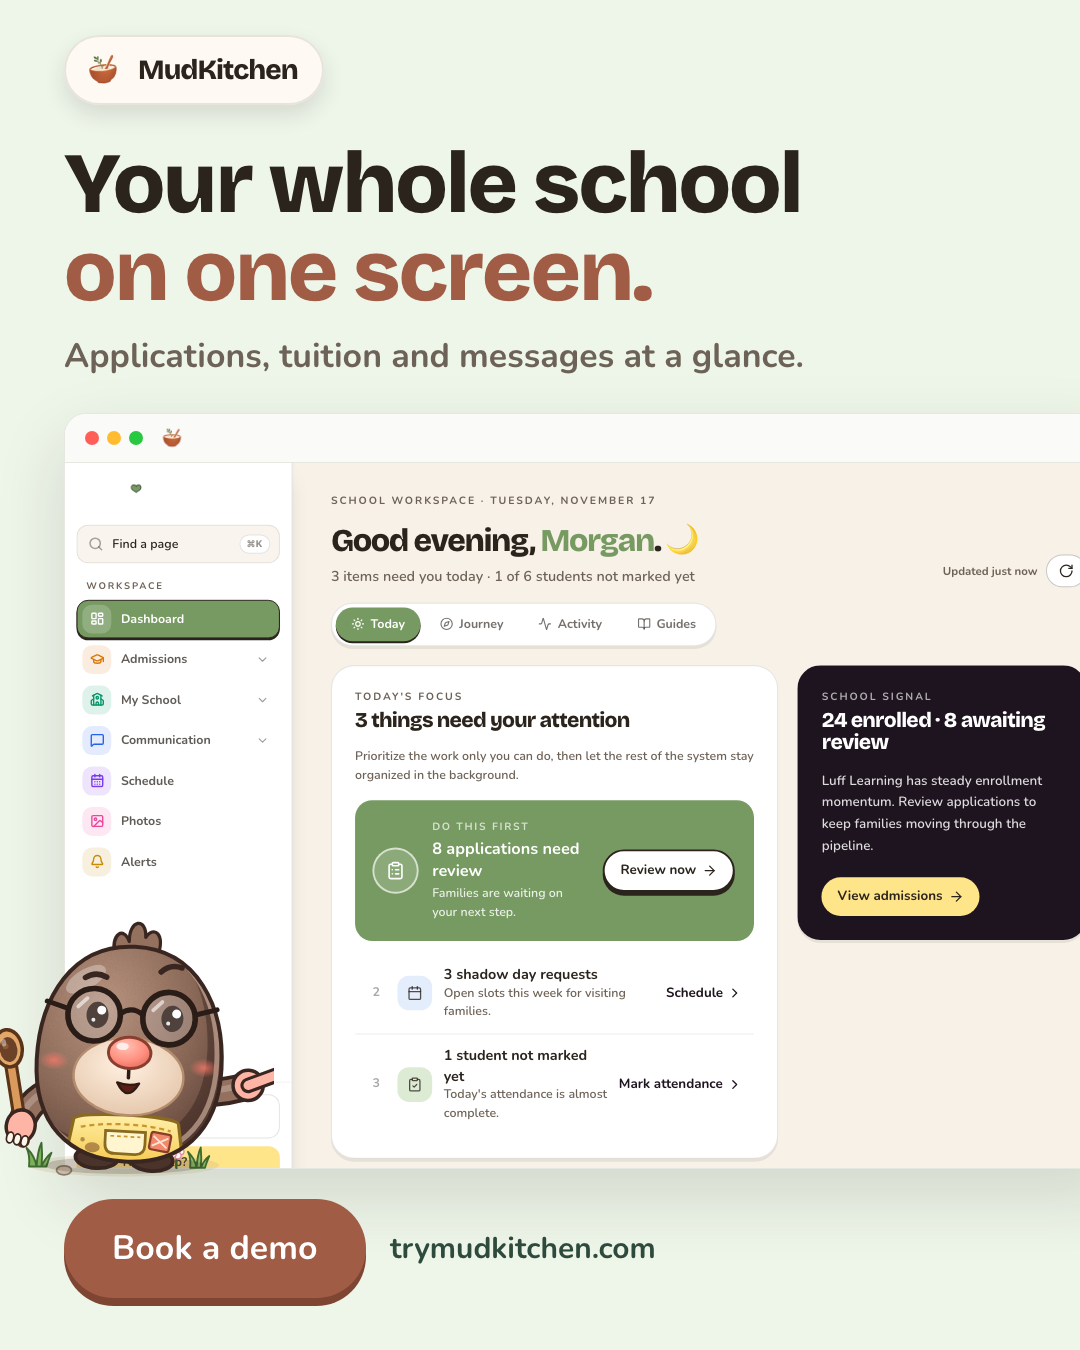 MudKitchen
Your whole school
on one screen.
Applications, tuition and messages at a glance.
Find a page
⌘K
WORKSPACE
Dashboard
Admissions
My School
Communication
Schedule
Photos
Alerts
SCHOOL WORKSPACE · TUESDAY, NOVEMBER 17
Good evening, Morgan.
3 items need you today · 1 of 6 students not marked yet
Updated just now
Today
Journey
Activity
Guides
TODAY'S FOCUS
3 things need your attention
Prioritize the work only you can do, then let the rest of the system stay
organized in the background.
DO THIS FIRST
8 applications need
review
Families are waiting on
your next step.
Review now
2
3 shadow day requests
Open slots this week for visiting
families.
Schedule
3
1 student not marked
yet
Today's attendance is almost
complete.
Mark attendance
SCHOOL SIGNAL
24 enrolled · 8 awaiting
review
Luff Learning has steady enrollment
momentum. Review applications to
keep families moving through the
pipeline.
View admissions
Book a demo
trymudkitchen.com